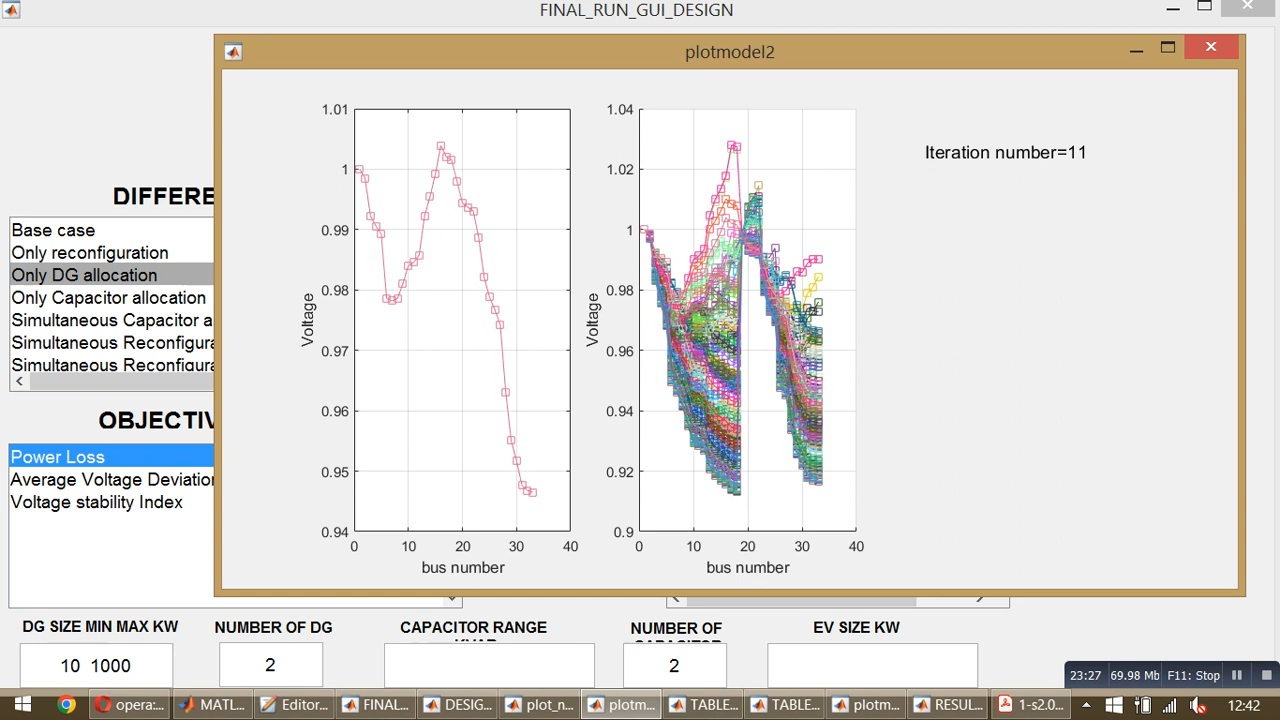 FINAL_RUN_GUI_DESIGN
plotmodel2
DIFFERE
Base case
Only reconfiguration
Only DG allocation
Only Capacitor allocation
Simultaneous Capacitor a
Simultaneous Reconfigura
Simultaneous Reconfigura
OBJECTIV
Power Loss
Average Voltage Deviation
Voltage stability Index
1.01
1
0.99
0.98
0.97
0.96
0.95
0.94
Voltage
0 10 20 30 40
bus number
1.04
1.02
1
0.98
0.96
0.94
0.92
0.9
Voltage
0 10 20 30 40
bus number
Iteration number=11
DG SIZE MIN MAX KW
10 1000
NUMBER OF DG
2
CAPACITOR RANGE
KVAR
NUMBER OF
CAPACITOR
2
EV SIZE KW
23:27 69.98 Mb F11: Stop
opera:... MATL... Editor... FINAL... DESIG... plot_n... plotm... TABLE... TABLE... plotm... RESUL... 1-s2.0... 12:42